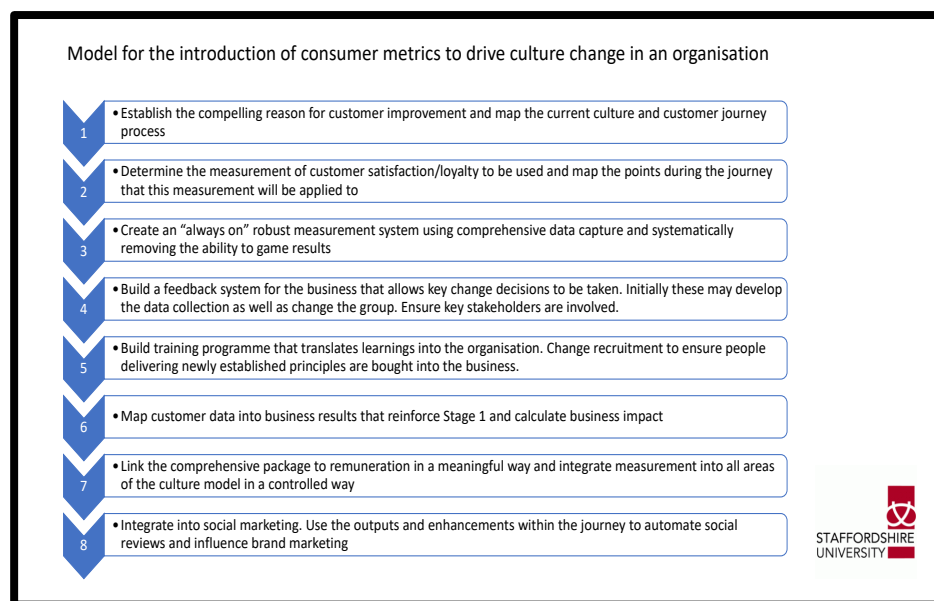 Model for the introduction of consumer metrics to drive culture change in an organisation
1
•Establish the compelling reason for customer improvement and map the current culture and customer journey
process
2
•Determine the measurement of customer satisfaction/loyalty to be used and map the points during the journey
that this measurement will be applied to
3
•Create an “always on” robust measurement system using comprehensive data capture and systematically
removing the ability to game results
4
•Build a feedback system for the business that allows key change decisions to be taken. Initially these may develop
the data collection as well as change the group. Ensure key stakeholders are involved.
5
•Build training programme that translates learnings into the organisation. Change recruitment to ensure people
delivering newly established principles are bought into the business.
6
•Map customer data into business results that reinforce Stage 1 and calculate business impact
7
•Link the comprehensive package to remuneration in a meaningful way and integrate measurement into all areas
of the culture model in a controlled way
8
•Integrate into social marketing. Use the outputs and enhancements within the journey to automate social
reviews and influence brand marketing
STAFFORDSHIRE
UNIVERSITY